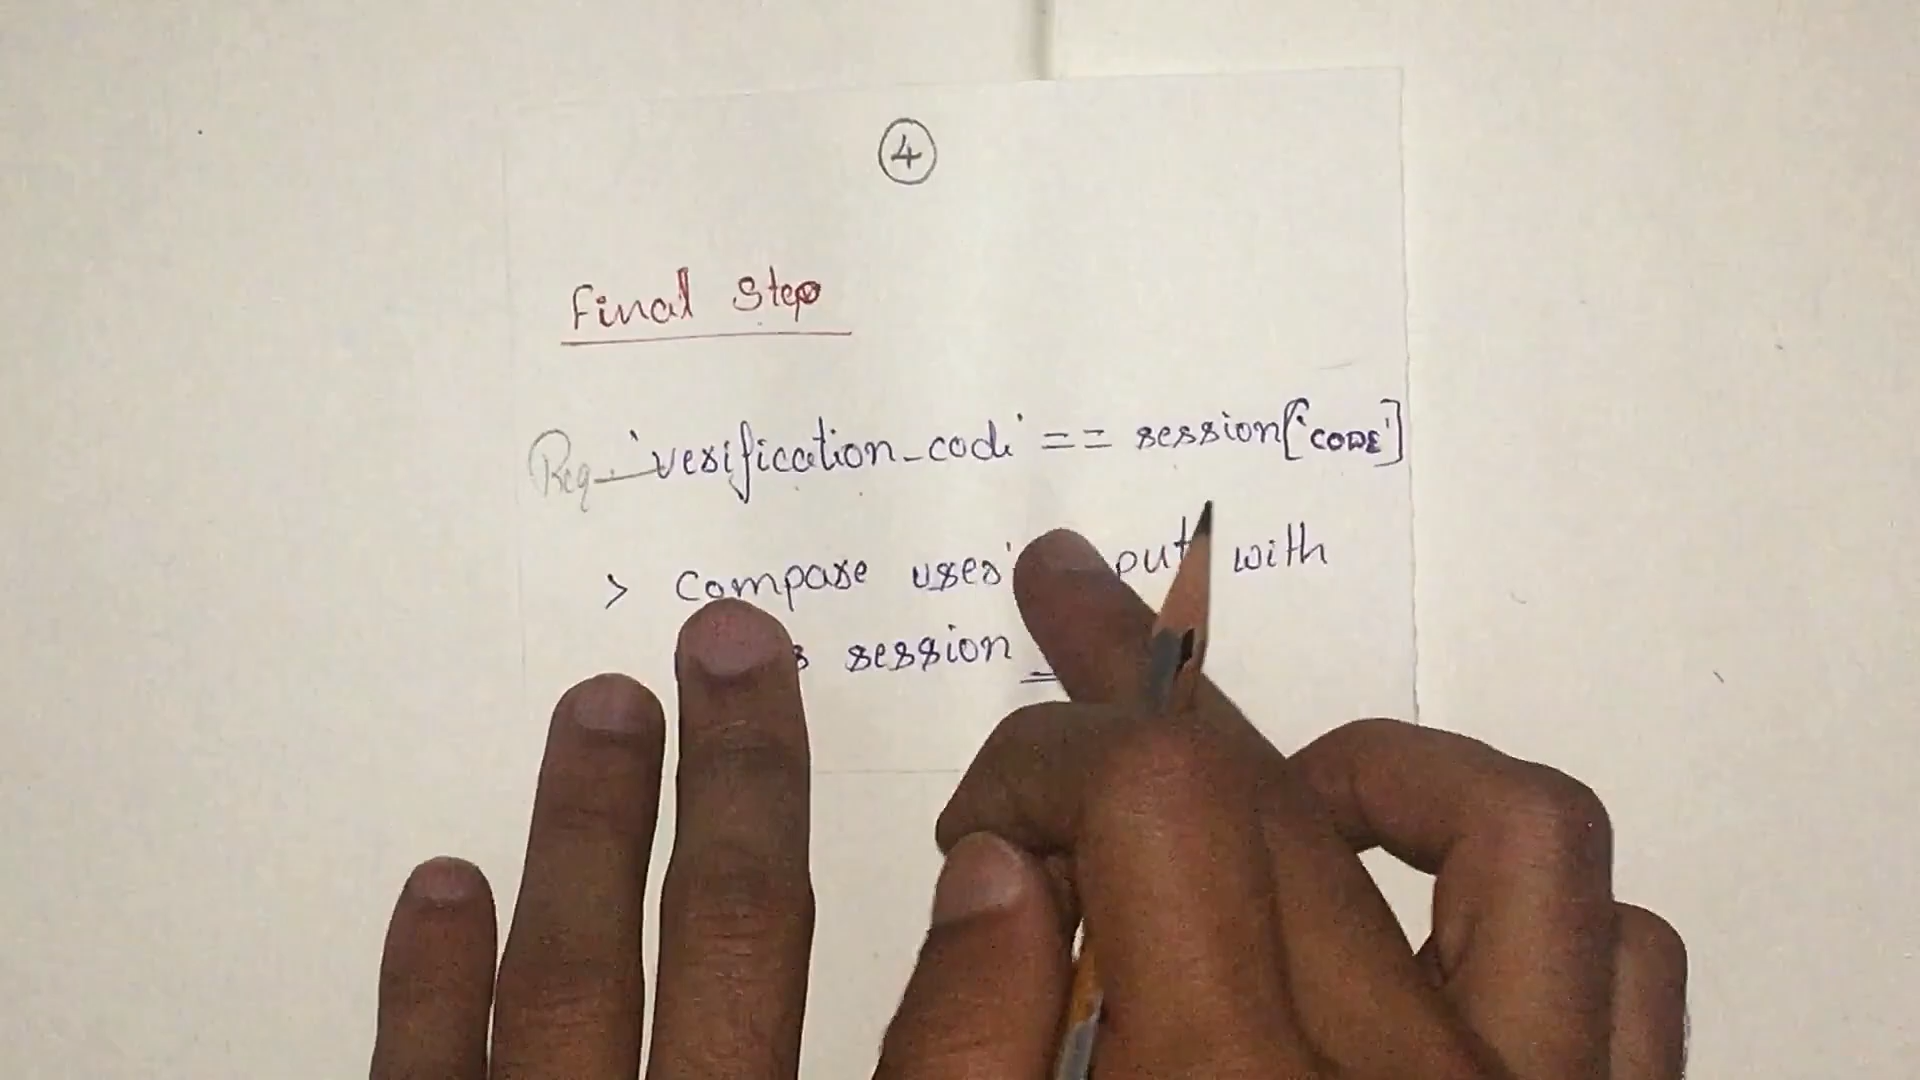 4
Final Step
Req 'verification_code' == session['CODE']
> Compare user with
session